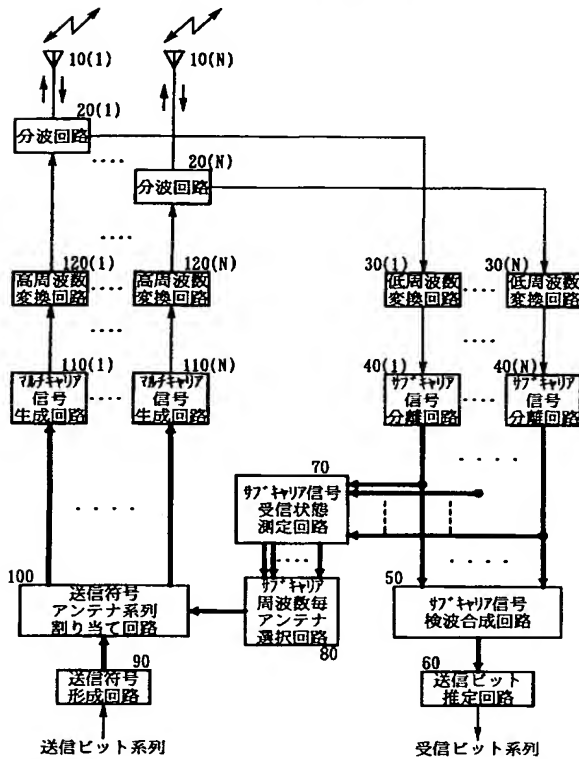 10(1)
10(N)
20(1)
分波回路
20(N)
分波回路
120(1)
高周波数
変換回路
120(N)
高周波数
変換回路
30(1)
低周波数
変換回路
30(N)
低周波数
変換回路
110(1)
マルチキャリア
信号
生成回路
110(N)
マルチキャリア
信号
生成回路
40(1)
サブキャリア
信号
分離回路
40(N)
サブキャリア
信号
分離回路
70
サブキャリア信号
受信状態
測定回路
100
送信符号
アンテナ系列
割り当て回路
サブキャリア
周波数毎
アンテナ
選択回路
80
50
サブキャリア信号
検波合成回路
90
送信符号
形成回路
60
送信ビット
推定回路
送信ビット系列
受信ビット系列